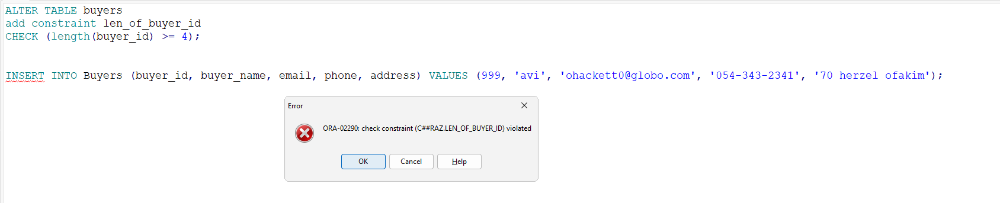 ALTER TABLE buyers
add constraint len_of_buyer_id
CHECK (length(buyer_id) >= 4);
INSERT INTO Buyers (buyer_id, buyer_name, email, phone, address) VALUES (999, 'avi', 'ohackett0@globo.com', '054-343-2341', '70 herzel ofakim');
Error
ORA-02290: check constraint (C##RAZ.LEN_OF_BUYER_ID) violated
OK Cancel Help